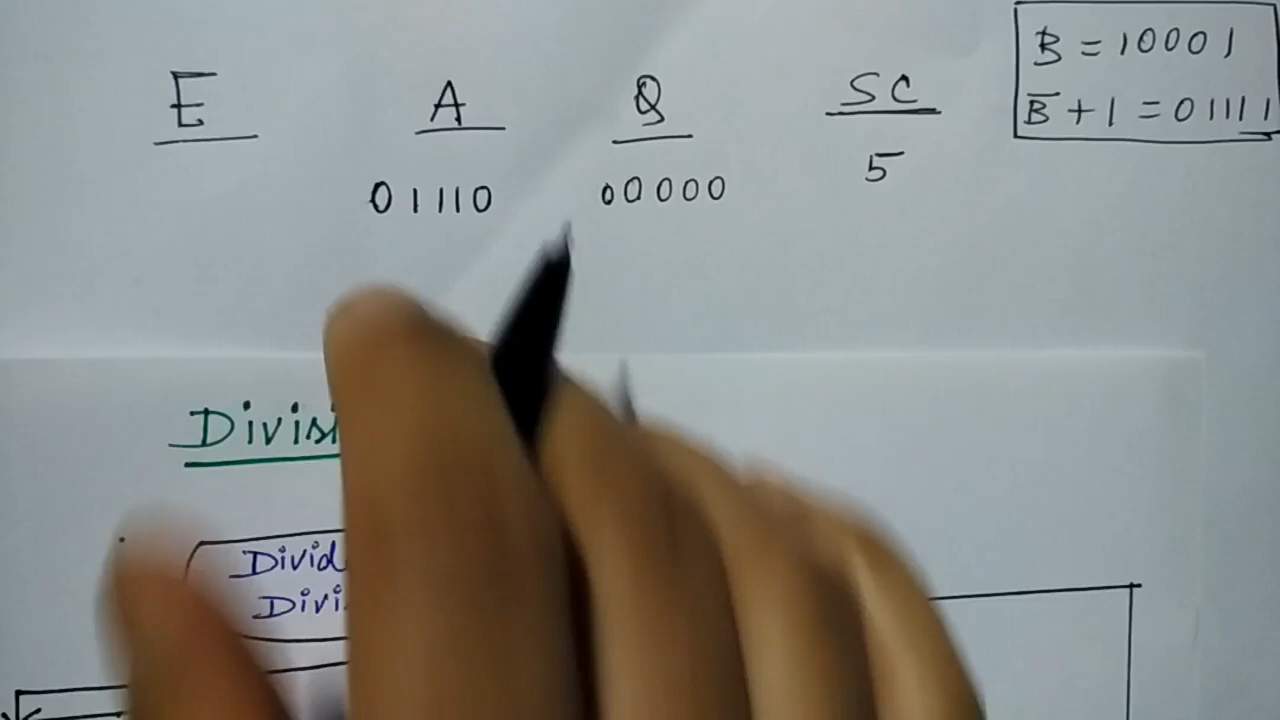 E A Q SC
01110 00000 5
B = 10001
B̅ + 1 = 01111